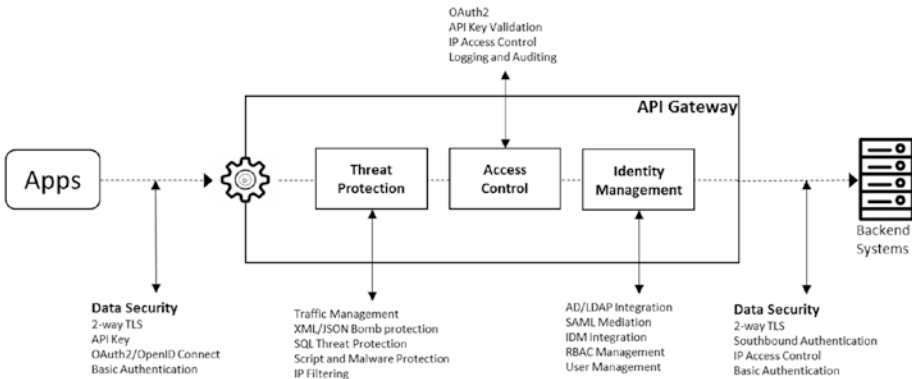 OAuth2
API Key Validation
IP Access Control
Logging and Auditing
API Gateway
Apps
Threat
Protection
Access
Control
Identity
Management
Backend
Systems
Data Security
2-way TLS
API Key
OAuth2/OpenID Connect
Basic Authentication
Traffic Management
XML/JSON Bomb protection
SQL Threat Protection
Script and Malware Protection
IP Filtering
AD/LDAP Integration
SAML Mediation
IDM Integration
RBAC Management
User Management
Data Security
2-way TLS
Southbound Authentication
IP Access Control
Basic Authentication